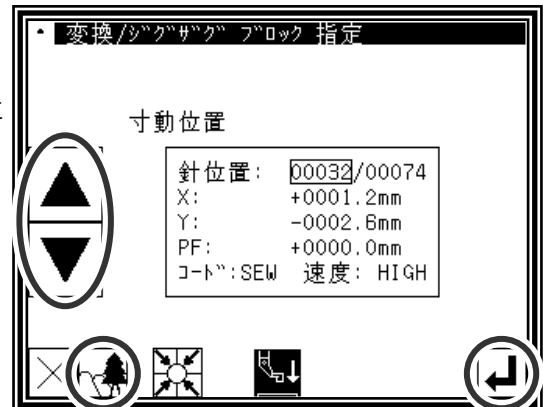 変換/ジグザグ ブロック 指定
寸動位置
針位置: 00032/00074
X: +0001.2mm
Y: -0002.6mm
PF: +0000.0mm
コード:SEW 速度: HIGH